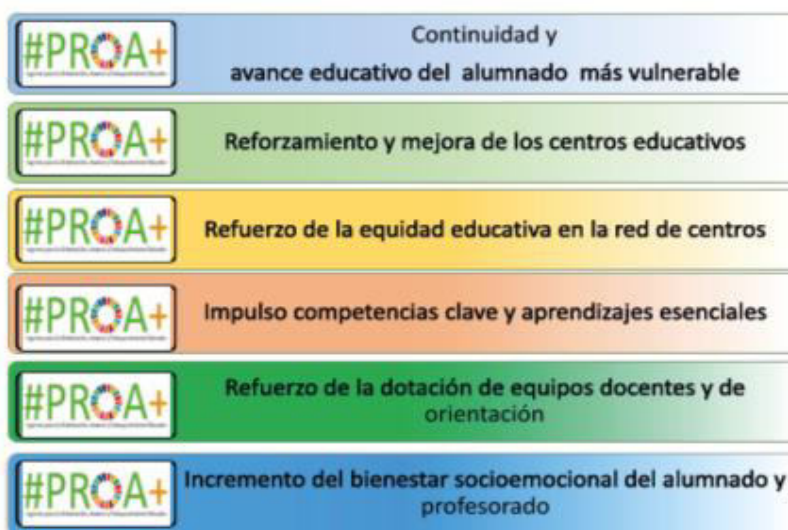 #PROA+
Continuidad y
avance educativo del alumnado más vulnerable
#PROA+
Reforzamiento y mejora de los centros educativos
#PROA+
Refuerzo de la equidad educativa en la red de centros
#PROA+
Impulso competencias clave y aprendizajes esenciales
#PROA+
Refuerzo de la dotación de equipos docentes y de
orientación
#PROA+
Incremento del bienestar socioemocional del alumnado y
profesorado